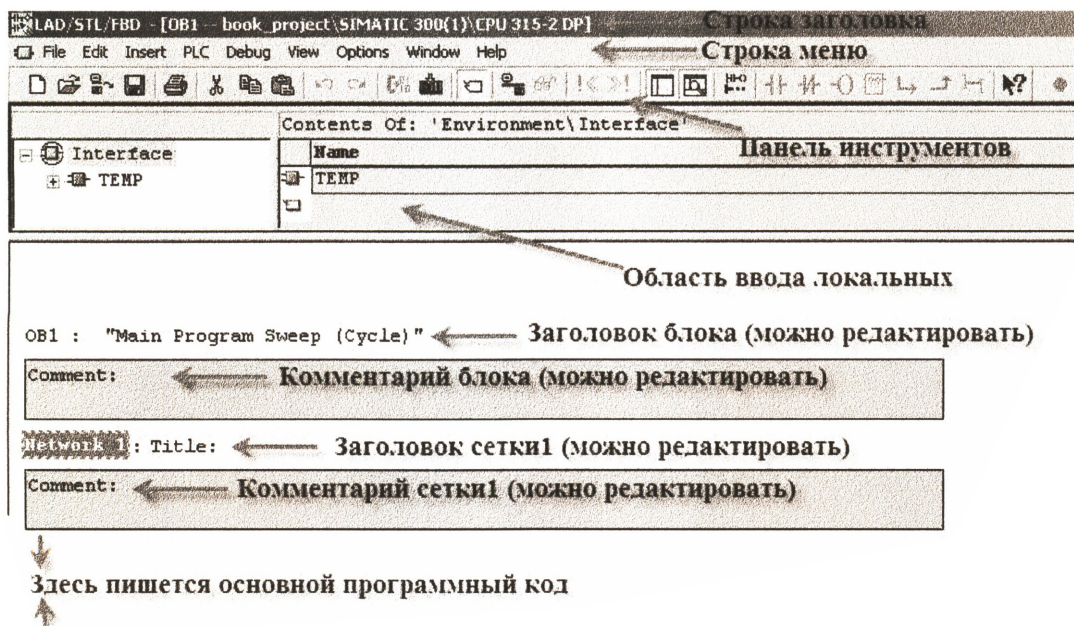 LAD/STL/FBD - [OB1 -- book_project\SIMATIC 300(1)\CPU 315-2 DP] Строка заголовка
File Edit Insert PLC Debug View Options Window Help Строка меню
Contents Of: 'Environment\Interface'
Interface Name Панель инструментов
TEMP TEMP
Область ввода локальных
OB1 : "Main Program Sweep (Cycle)" Заголовок блока (можно редактировать)
Comment: Комментарий блока (можно редактировать)
Network 1: Title: Заголовок сетки1 (можно редактировать)
Comment: Комментарий сетки1 (можно редактировать)
Здесь пишется основной программный код